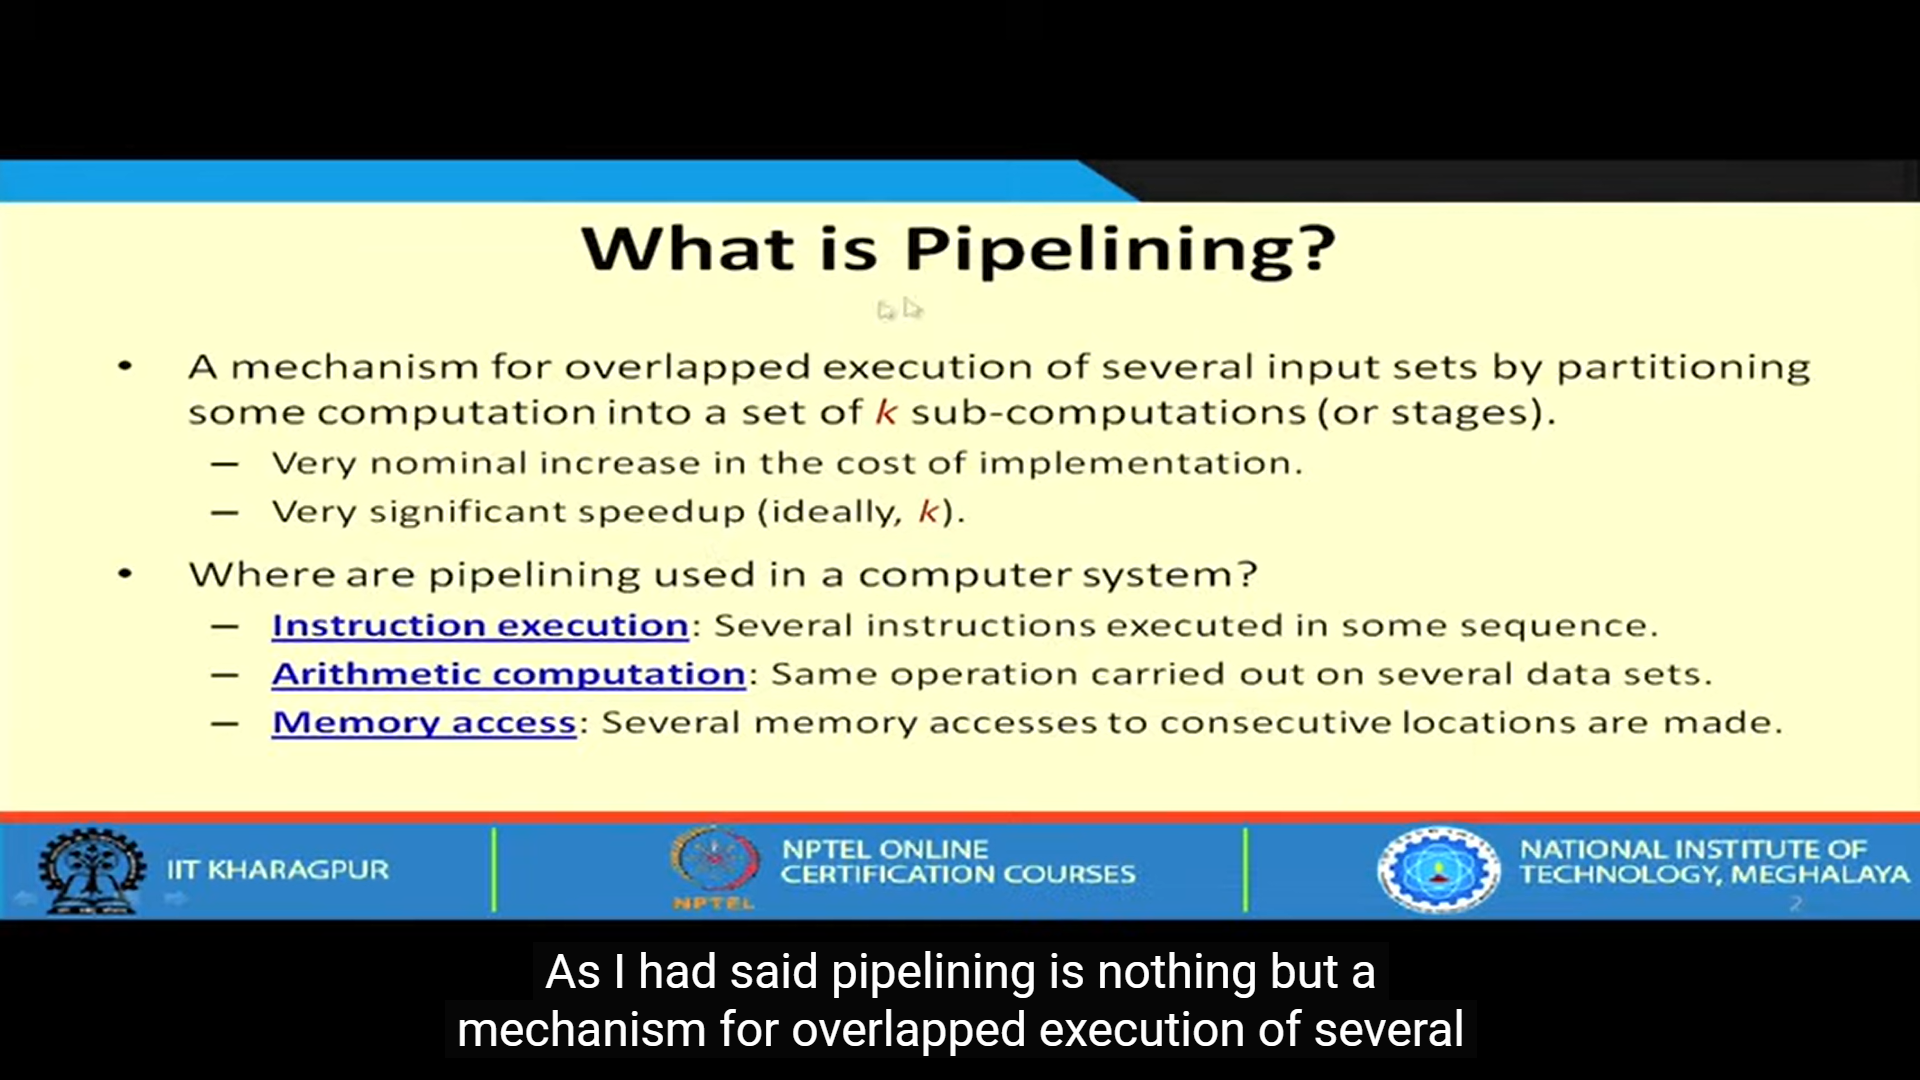 What is Pipelining?
• A mechanism for overlapped execution of several input sets by partitioning
some computation into a set of k sub-computations (or stages).
– Very nominal increase in the cost of implementation.
– Very significant speedup (ideally, k).
• Where are pipelining used in a computer system?
– Instruction execution: Several instructions executed in some sequence.
– Arithmetic computation: Same operation carried out on several data sets.
– Memory access: Several memory accesses to consecutive locations are made.
IIT KHARAGPUR
NPTEL
NPTEL ONLINE
CERTIFICATION COURSES
NATIONAL INSTITUTE OF
TECHNOLOGY, MEGHALAYA
2
As I had said pipelining is nothing but a
mechanism for overlapped execution of several